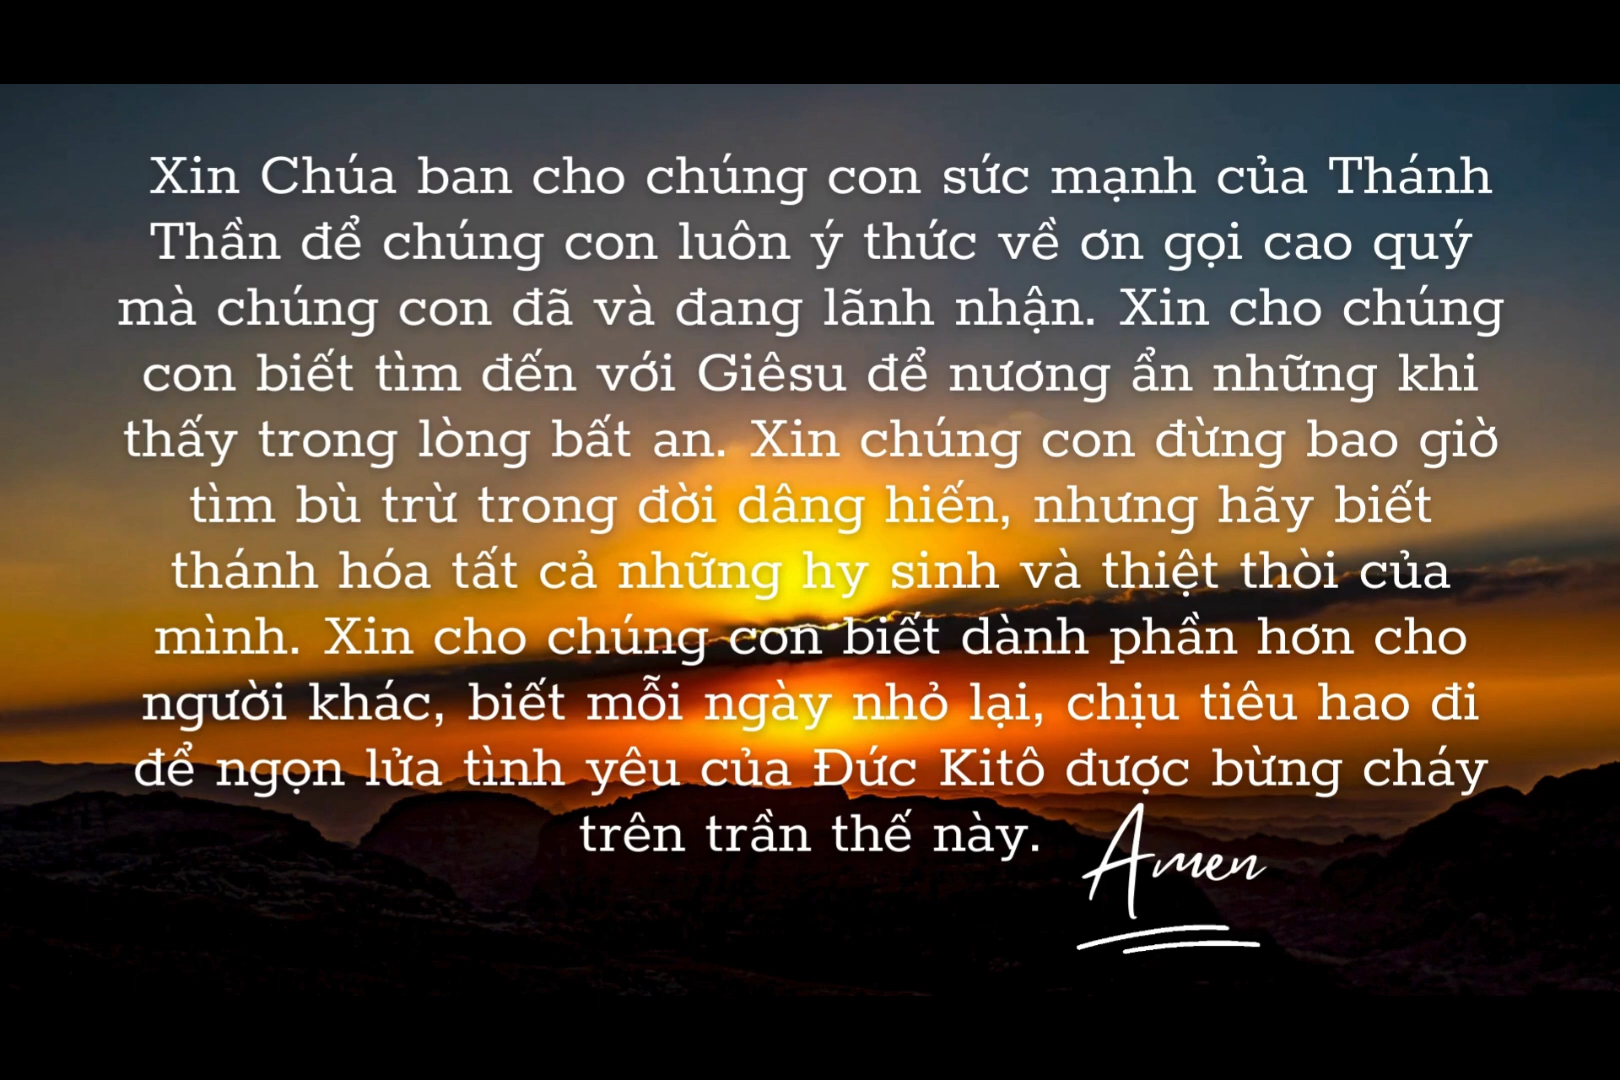 Xin Chúa ban cho chúng con sức mạnh của Thánh
Thần để chúng con luôn ý thức về ơn gọi cao quý
mà chúng con đã và đang lãnh nhận. Xin cho chúng
con biết tìm đến với Giêsu để nương ẩn những khi
thấy trong lòng bất an. Xin chúng con đừng bao giờ
tìm bù trừ trong đời dâng hiến, nhưng hãy biết
thánh hóa tất cả những hy sinh và thiệt thòi của
mình. Xin cho chúng con biết dành phần hơn cho
người khác, biết mỗi ngày nhỏ lại, chịu tiêu hao đi
để ngọn lửa tình yêu của Đức Kitô được bừng cháy
trên trần thế này.
Amen